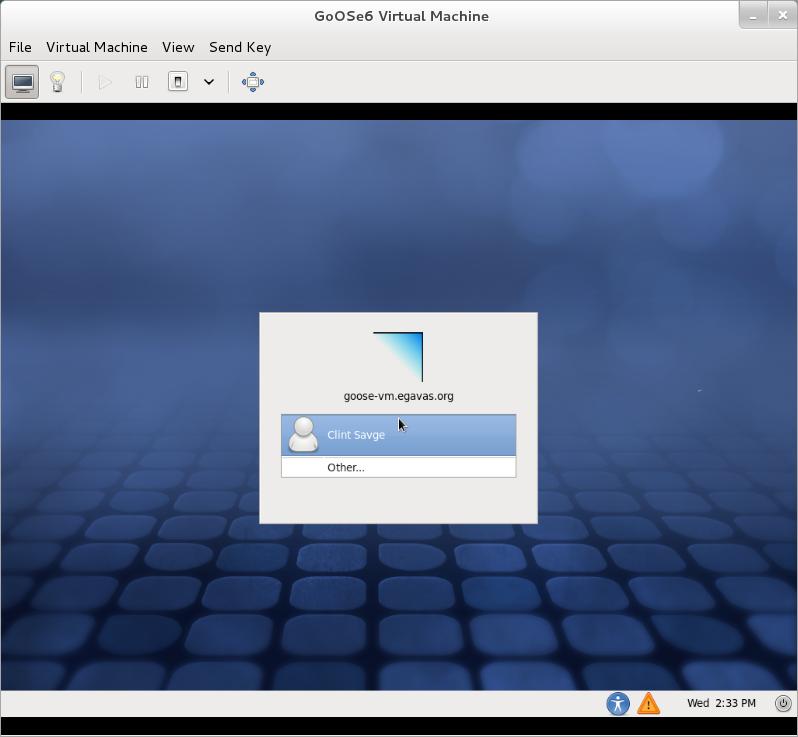 GoOSe6 Virtual Machine
File Virtual Machine View Send Key
goose-vm.egavas.org
Clint Savge
Other...
Wed 2:33 PM